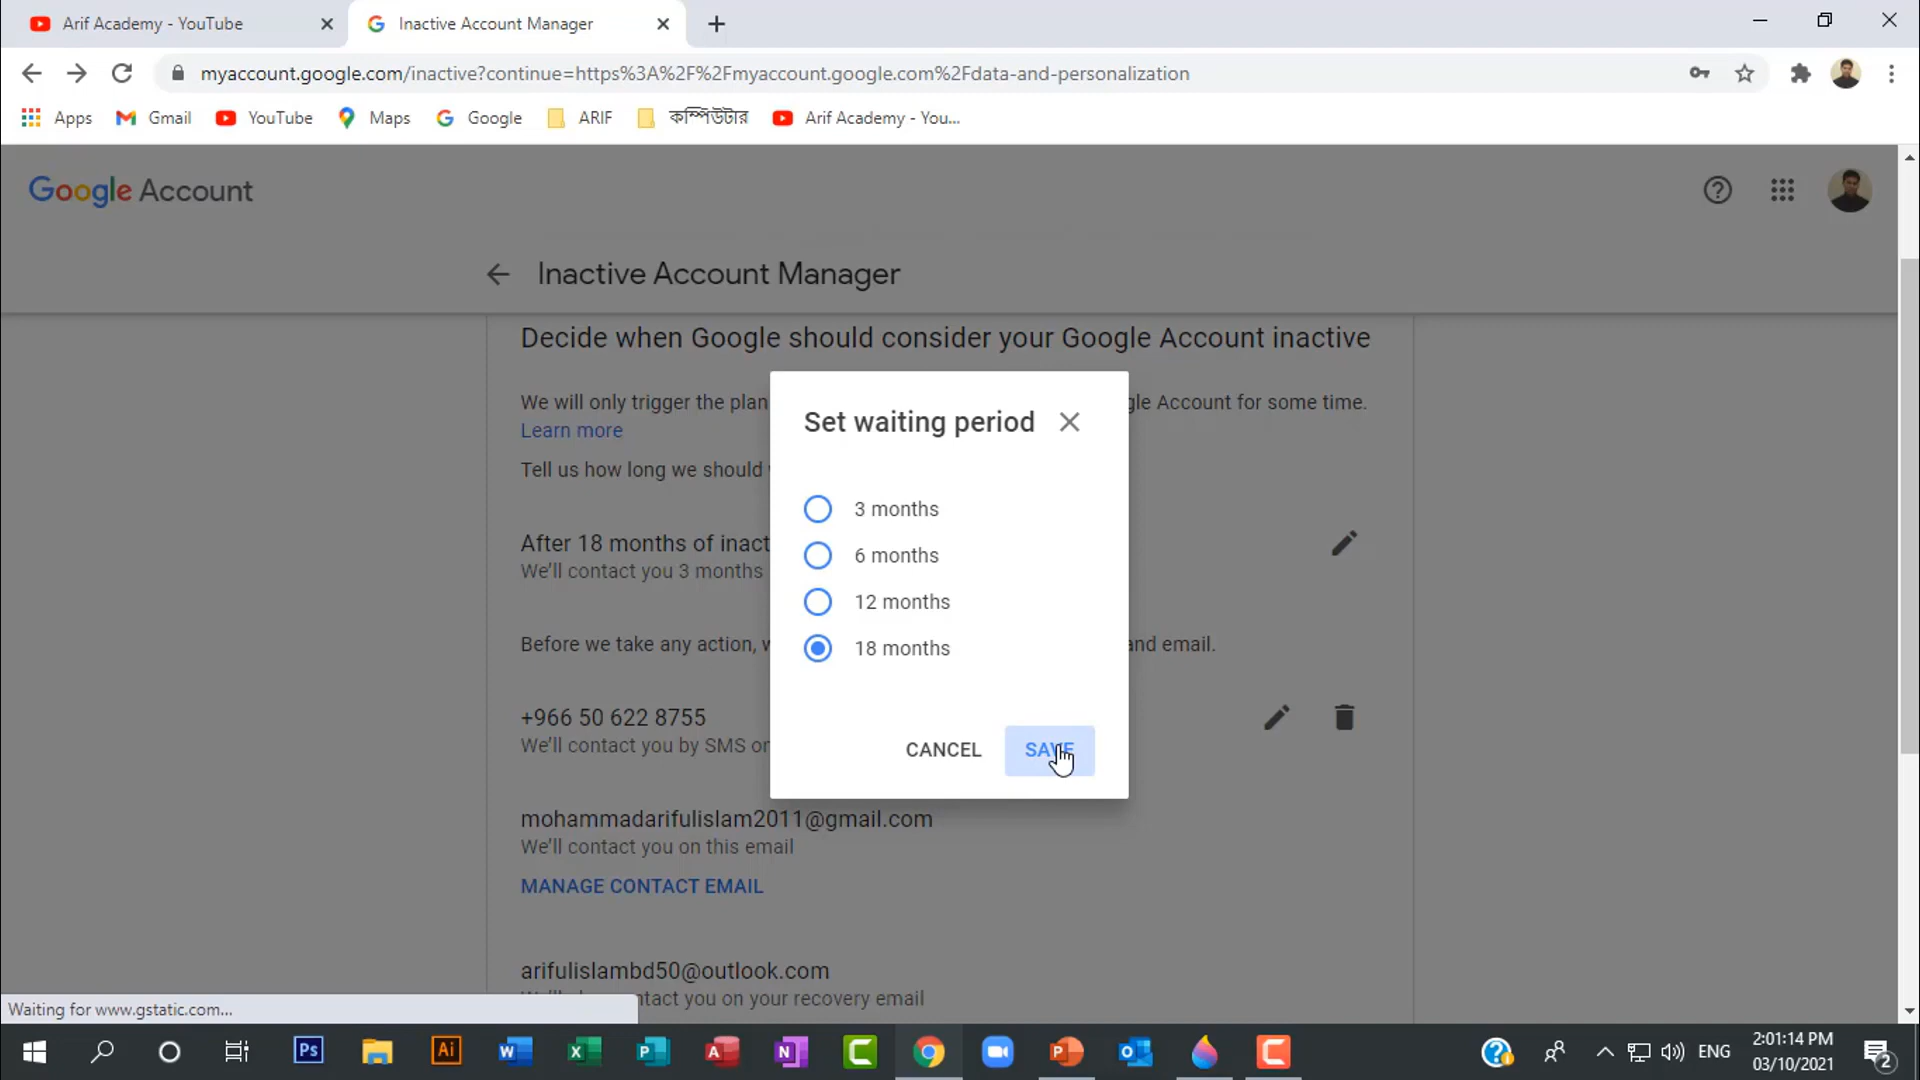 Arif Academy - YouTube
Inactive Account Manager
myaccount.google.com/inactive?continue=https%3A%2F%2Fmyaccount.google.com%2Fdata-and-personalization
Apps
Gmail
YouTube
Maps
Google
ARIF
কম্পিউটার
Arif Academy - You...
Google Account
Inactive Account Manager
Decide when Google should consider your Google Account inactive
We will only trigger the plan
gle Account for some time.
Learn more
Tell us how long we should
After 18 months of inact
We'll contact you 3 months
Before we take any action,
and email.
+966 50 622 8755
We'll contact you by SMS
mohammadarifulislam2011@gmail.com
We'll contact you on this email
MANAGE CONTACT EMAIL
arifulislambd50@outlook.com
ntact you on your recovery email
Set waiting period
3 months
6 months
12 months
18 months
CANCEL
SAVE
Waiting for www.gstatic.com...
Ps
Ai
W
X
P
A
N
C
P
O
C
ENG
2:01:14 PM
03/10/2021
2